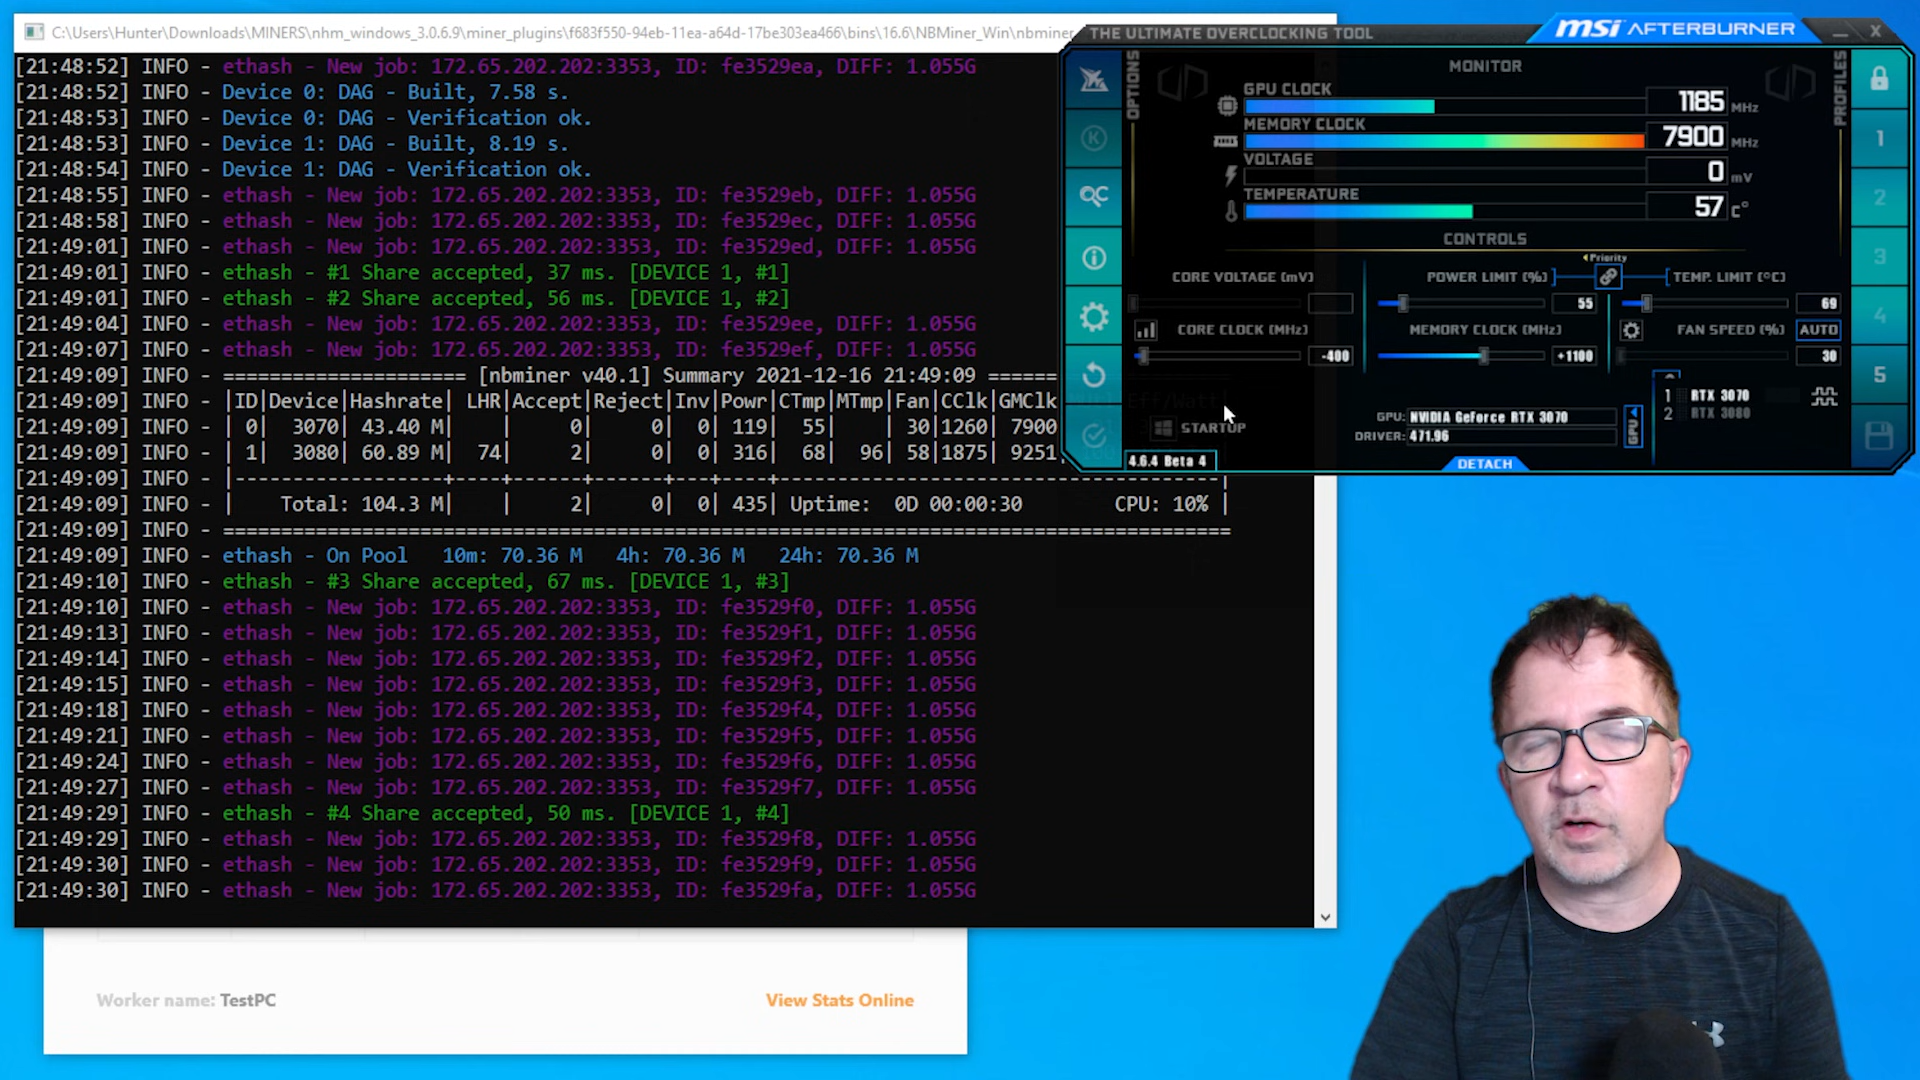 C:\Users\Hunter\Downloads\MINERS\nhm_windows_3.0.6.9\miner_plugins\f683f550-94eb-11ea-a64d-17be303ea466\bins\16.6\NBMiner_Win\nbminer
[21:48:52] INFO - ethash - New job: 172.65.202.202:3353, ID: fe3529ea, DIFF: 1.055G
[21:48:52] INFO - Device 0: DAG - Built, 7.58 s.
[21:48:53] INFO - Device 0: DAG - Verification ok.
[21:48:53] INFO - Device 1: DAG - Built, 8.19 s.
[21:48:54] INFO - Device 1: DAG - Verification ok.
[21:48:55] INFO - ethash - New job: 172.65.202.202:3353, ID: fe3529eb, DIFF: 1.055G
[21:48:58] INFO - ethash - New job: 172.65.202.202:3353, ID: fe3529ec, DIFF: 1.055G
[21:49:01] INFO - ethash - New job: 172.65.202.202:3353, ID: fe3529ed, DIFF: 1.055G
[21:49:01] INFO - ethash - #1 Share accepted, 37 ms. [DEVICE 1, #1]
[21:49:01] INFO - ethash - #2 Share accepted, 56 ms. [DEVICE 1, #2]
[21:49:04] INFO - ethash - New job: 172.65.202.202:3353, ID: fe3529ee, DIFF: 1.055G
[21:49:07] INFO - ethash - New job: 172.65.202.202:3353, ID: fe3529ef, DIFF: 1.055G
[21:49:09] INFO - ===================== [nbminer v40.1] Summary 2021-12-16 21:49:09 ======
[21:49:09] INFO - |ID|Device|Hashrate| LHR|Accept|Reject|Inv|Powr|CTmp|MTmp|Fan|CClk|GMClk
[21:49:09] INFO - | 0|  3070| 43.40 M|    |     0|     0|  0| 119|  55|    | 30|1260| 7900
[21:49:09] INFO - | 1|  3080| 60.89 M|  74|     2|     0|  0| 316|  68|  96| 58|1875| 9251
[21:49:09] INFO - |------------------+----+------+------+---+----+-------------------------------------------|
[21:49:09] INFO - |    Total: 104.3 M|    |     2|     0|  0| 435| Uptime:  0D 00:00:30        CPU: 10% |
[21:49:09] INFO - =======================================================================================
[21:49:09] INFO - ethash - On Pool   10m: 70.36 M   4h: 70.36 M   24h: 70.36 M
[21:49:10] INFO - ethash - #3 Share accepted, 67 ms. [DEVICE 1, #3]
[21:49:10] INFO - ethash - New job: 172.65.202.202:3353, ID: fe3529f0, DIFF: 1.055G
[21:49:13] INFO - ethash - New job: 172.65.202.202:3353, ID: fe3529f1, DIFF: 1.055G
[21:49:14] INFO - ethash - New job: 172.65.202.202:3353, ID: fe3529f2, DIFF: 1.055G
[21:49:15] INFO - ethash - New job: 172.65.202.202:3353, ID: fe3529f3, DIFF: 1.055G
[21:49:18] INFO - ethash - New job: 172.65.202.202:3353, ID: fe3529f4, DIFF: 1.055G
[21:49:21] INFO - ethash - New job: 172.65.202.202:3353, ID: fe3529f5, DIFF: 1.055G
[21:49:24] INFO - ethash - New job: 172.65.202.202:3353, ID: fe3529f6, DIFF: 1.055G
[21:49:27] INFO - ethash - New job: 172.65.202.202:3353, ID: fe3529f7, DIFF: 1.055G
[21:49:29] INFO - ethash - #4 Share accepted, 50 ms. [DEVICE 1, #4]
[21:49:29] INFO - ethash - New job: 172.65.202.202:3353, ID: fe3529f8, DIFF: 1.055G
[21:49:30] INFO - ethash - New job: 172.65.202.202:3353, ID: fe3529f9, DIFF: 1.055G
[21:49:30] INFO - ethash - New job: 172.65.202.202:3353, ID: fe3529fa, DIFF: 1.055G
Worker name: TestPC
View Stats Online
THE ULTIMATE OVERCLOCKING TOOL
msi AFTERBURNER
OPTIONS
PROFILES
MONITOR
GPU CLOCK 1185 MHz
MEMORY CLOCK 7900 MHz
VOLTAGE 0 mV
TEMPERATURE 57 C°
CONTROLS
Priority
CORE VOLTAGE (mV)
POWER LIMIT (%)
TEMP. LIMIT (°C)
55
69
CORE CLOCK (MHz)
MEMORY CLOCK (MHz)
FAN SPEED (%) AUTO
-400
+1100
30
STARTUP
4.6.4 Beta 4
GPU: NVIDIA GeForce RTX 3070
DRIVER: 471.96
GPU
1 RTX 3070
2 RTX 3080
DETACH
K
OC
i
1
2
3
4
5